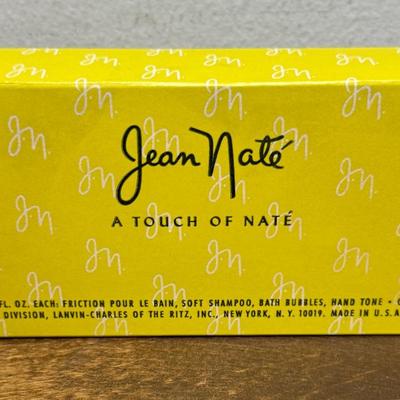 Jean Naté
A TOUCH OF NATÉ
FL. OZ. EACH: FRICTION POUR LE BAIN, SOFT SHAMPOO, BATH BUBBLES, HAND TONE •
DIVISION, LANVIN-CHARLES OF THE RITZ, INC., NEW YORK, N. Y. 10019. MADE IN U.S.A